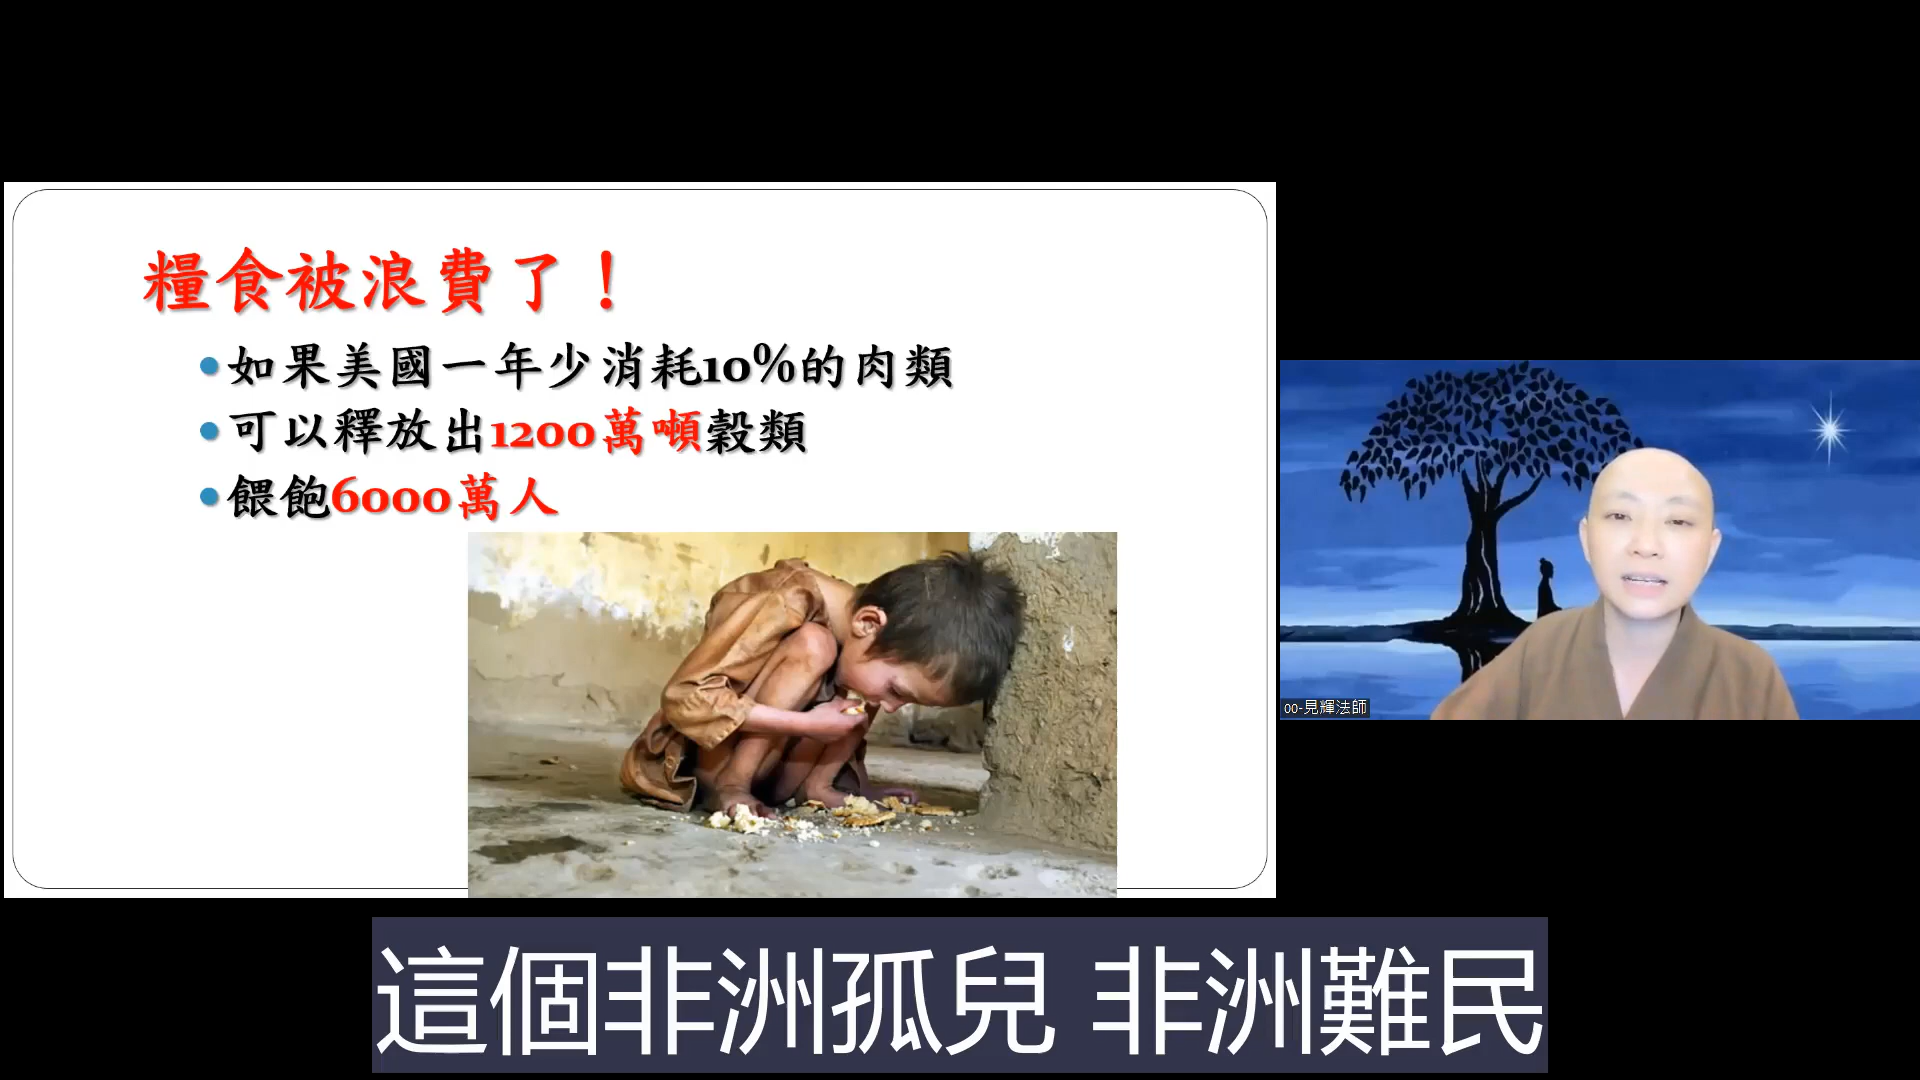 糧食被浪費了！
•如果美國一年少消耗10%的肉類
•可以釋放出1200萬噸穀類
•餵飽6000萬人
00-見輝法師
這個非洲孤兒 非洲難民